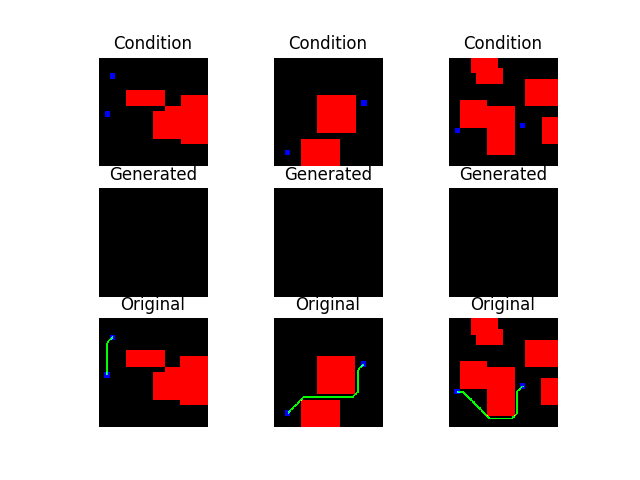 Condition Condition Condition
Generated Generated Generated
Original Original Original